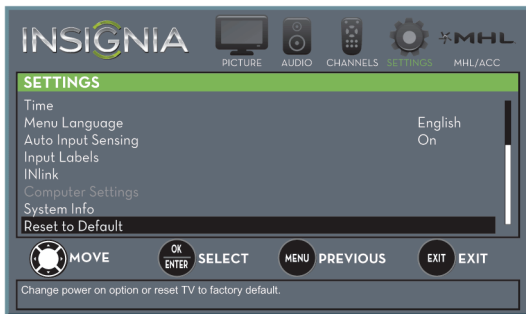 INSIGNIA
PICTURE AUDIO CHANNELS SETTINGS MHL MHL/ACC
SETTINGS
Time
Menu Language English
Auto Input Sensing On
Input Labels
INlink
Computer Settings
System Info
Reset to Default
MOVE OK ENTER SELECT MENU PREVIOUS EXIT EXIT
Change power on option or reset TV to factory default.